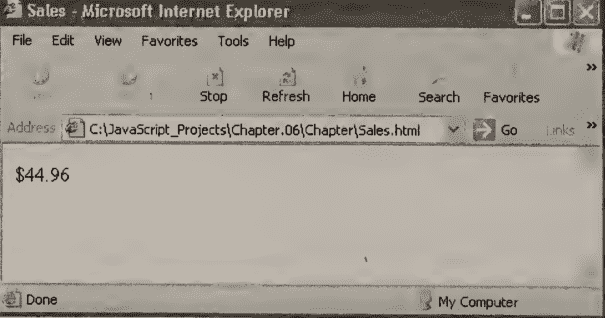 Sales - Microsoft Internet Explorer
File Edit View Favorites Tools Help
»
Stop Refresh Home Search Favorites
Address C:\JavaScript_Projects\Chapter.06\Chapter\Sales.html Go Links »
$44.96
Done My Computer